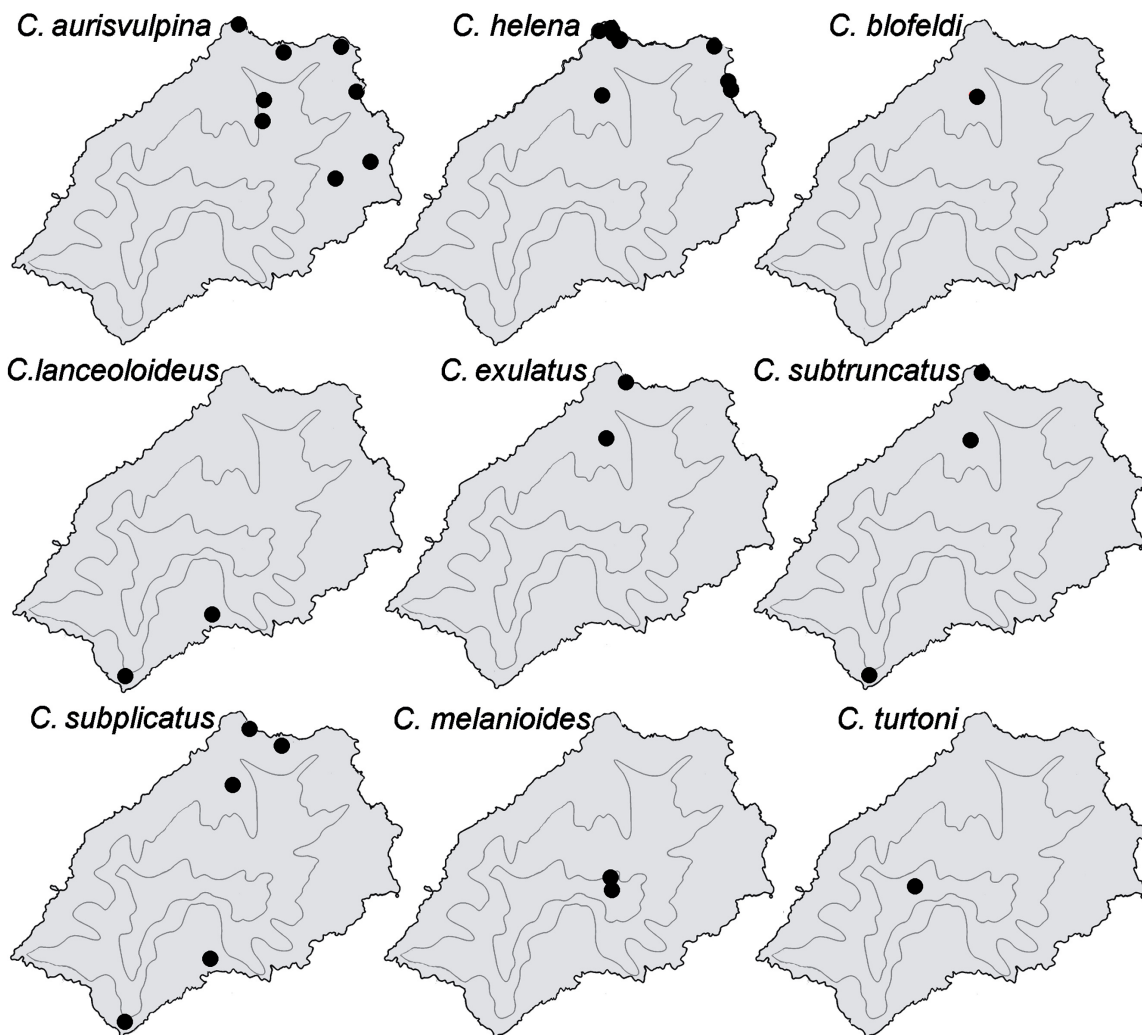 C. aurisvulpina
C. helena
C. blofeldi
C.lanceoloideus
C. exulatus
C. subtruncatus
C. subplicatus
C. melanioides
C. turtoni